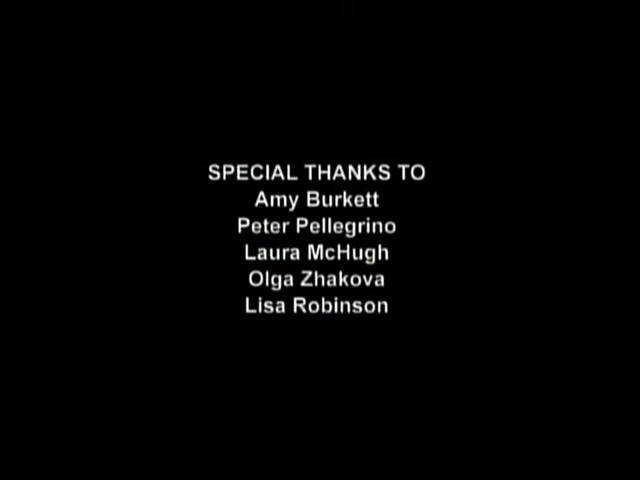 SPECIAL THANKS TO
Amy Burkett
Peter Pellegrino
Laura McHugh
Olga Zhakova
Lisa Robinson